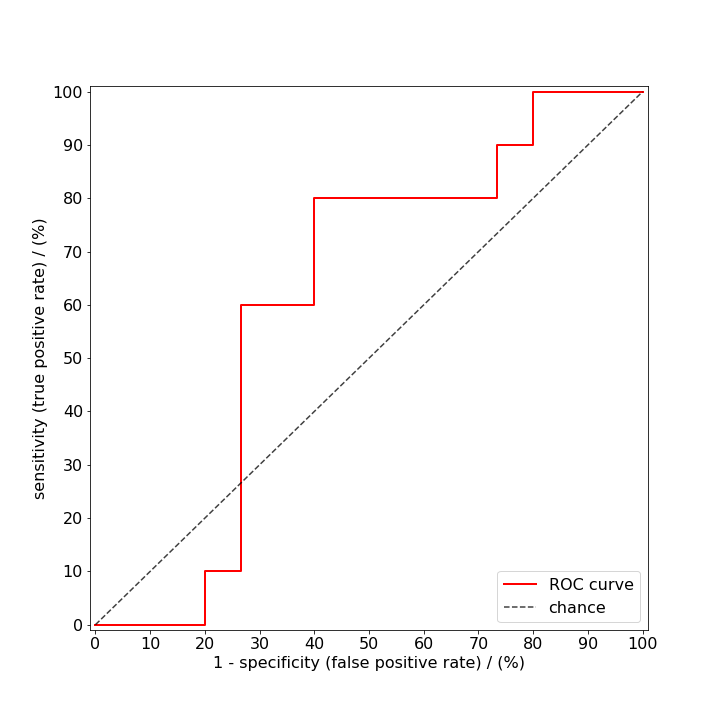 100
90
80
70
60
50
40
30
20
10
0
sensitivity (true positive rate) / (%)
0 10 20 30 40 50 60 70 80 90 100
1 - specificity (false positive rate) / (%)
ROC curve
chance